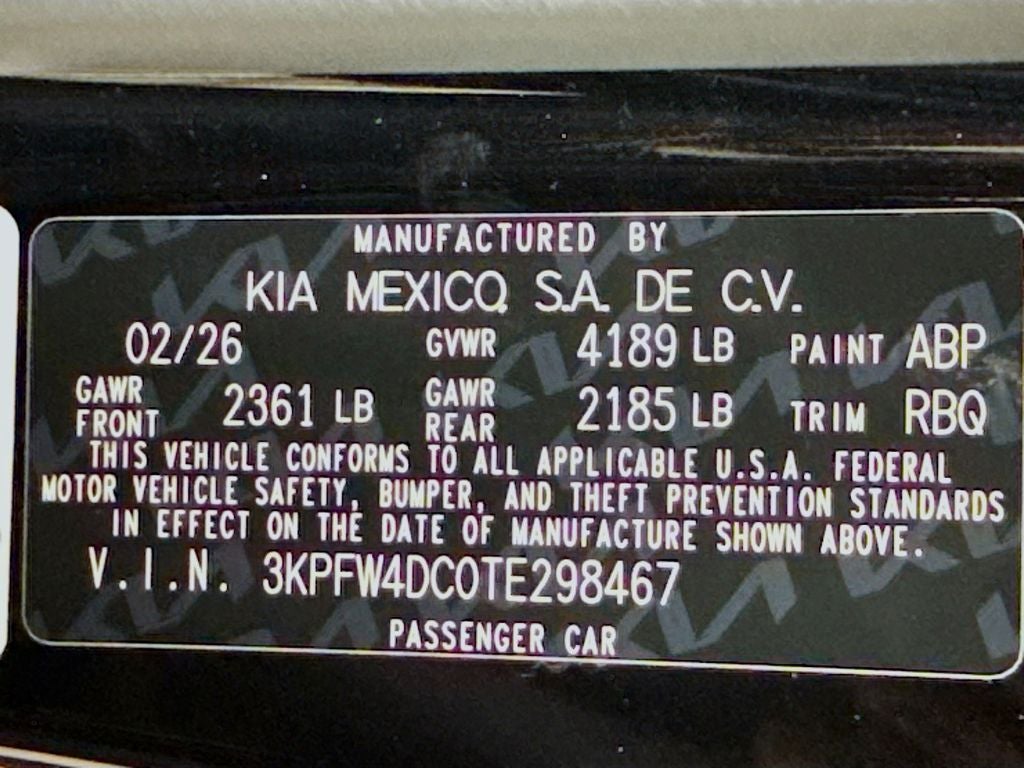 MANUFACTURED BY
KIA MEXICO, S.A. DE C.V.
02/26 GVWR 4189 LB PAINT ABP
GAWR FRONT 2361 LB GAWR REAR 2185 LB TRIM RBQ
THIS VEHICLE CONFORMS TO ALL APPLICABLE U.S.A. FEDERAL
MOTOR VEHICLE SAFETY, BUMPER, AND THEFT PREVENTION STANDARDS
IN EFFECT ON THE DATE OF MANUFACTURE SHOWN ABOVE.
V.I.N. 3KPFW4DC0TE298467
PASSENGER CAR